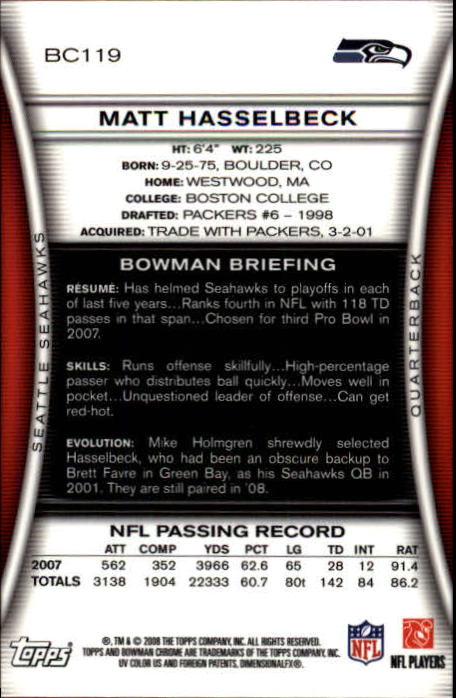 BC119
MATT HASSELBECK
HT: 6'4" WT: 225
BORN: 9-25-75, BOULDER, CO
HOME: WESTWOOD, MA
COLLEGE: BOSTON COLLEGE
DRAFTED: PACKERS #6 – 1998
ACQUIRED: TRADE WITH PACKERS, 3-2-01
SEATTLE SEAHAWKS
QUARTERBACK
BOWMAN BRIEFING
RÉSUMÉ: Has helmed Seahawks to playoffs in each
of last five years...Ranks fourth in NFL with 118 TD
passes in that span...Chosen for third Pro Bowl in
2007.
SKILLS: Runs offense skillfully...High-percentage
passer who distributes ball quickly...Moves well in
pocket...Unquestioned leader of offense...Can get
red-hot.
EVOLUTION: Mike Holmgren shrewdly selected
Hasselbeck, who had been an obscure backup to
Brett Favre in Green Bay, as his Seahawks QB in
2001. They are still paired in '08.
NFL PASSING RECORD
ATT COMP YDS PCT LG TD INT RAT
2007 562 352 3966 62.6 65 28 12 91.4
TOTALS 3138 1904 22333 60.7 80t 142 84 86.2
Topps
®, TM & © 2008 THE TOPPS COMPANY, INC. ALL RIGHTS RESERVED.
TOPPS AND BOWMAN CHROME ARE TRADEMARKS OF THE TOPPS COMPANY, INC.
UV COLOR US AND FOREIGN PATENTS, DIMENSIONALFX®.
NFL
NFL PLAYERS